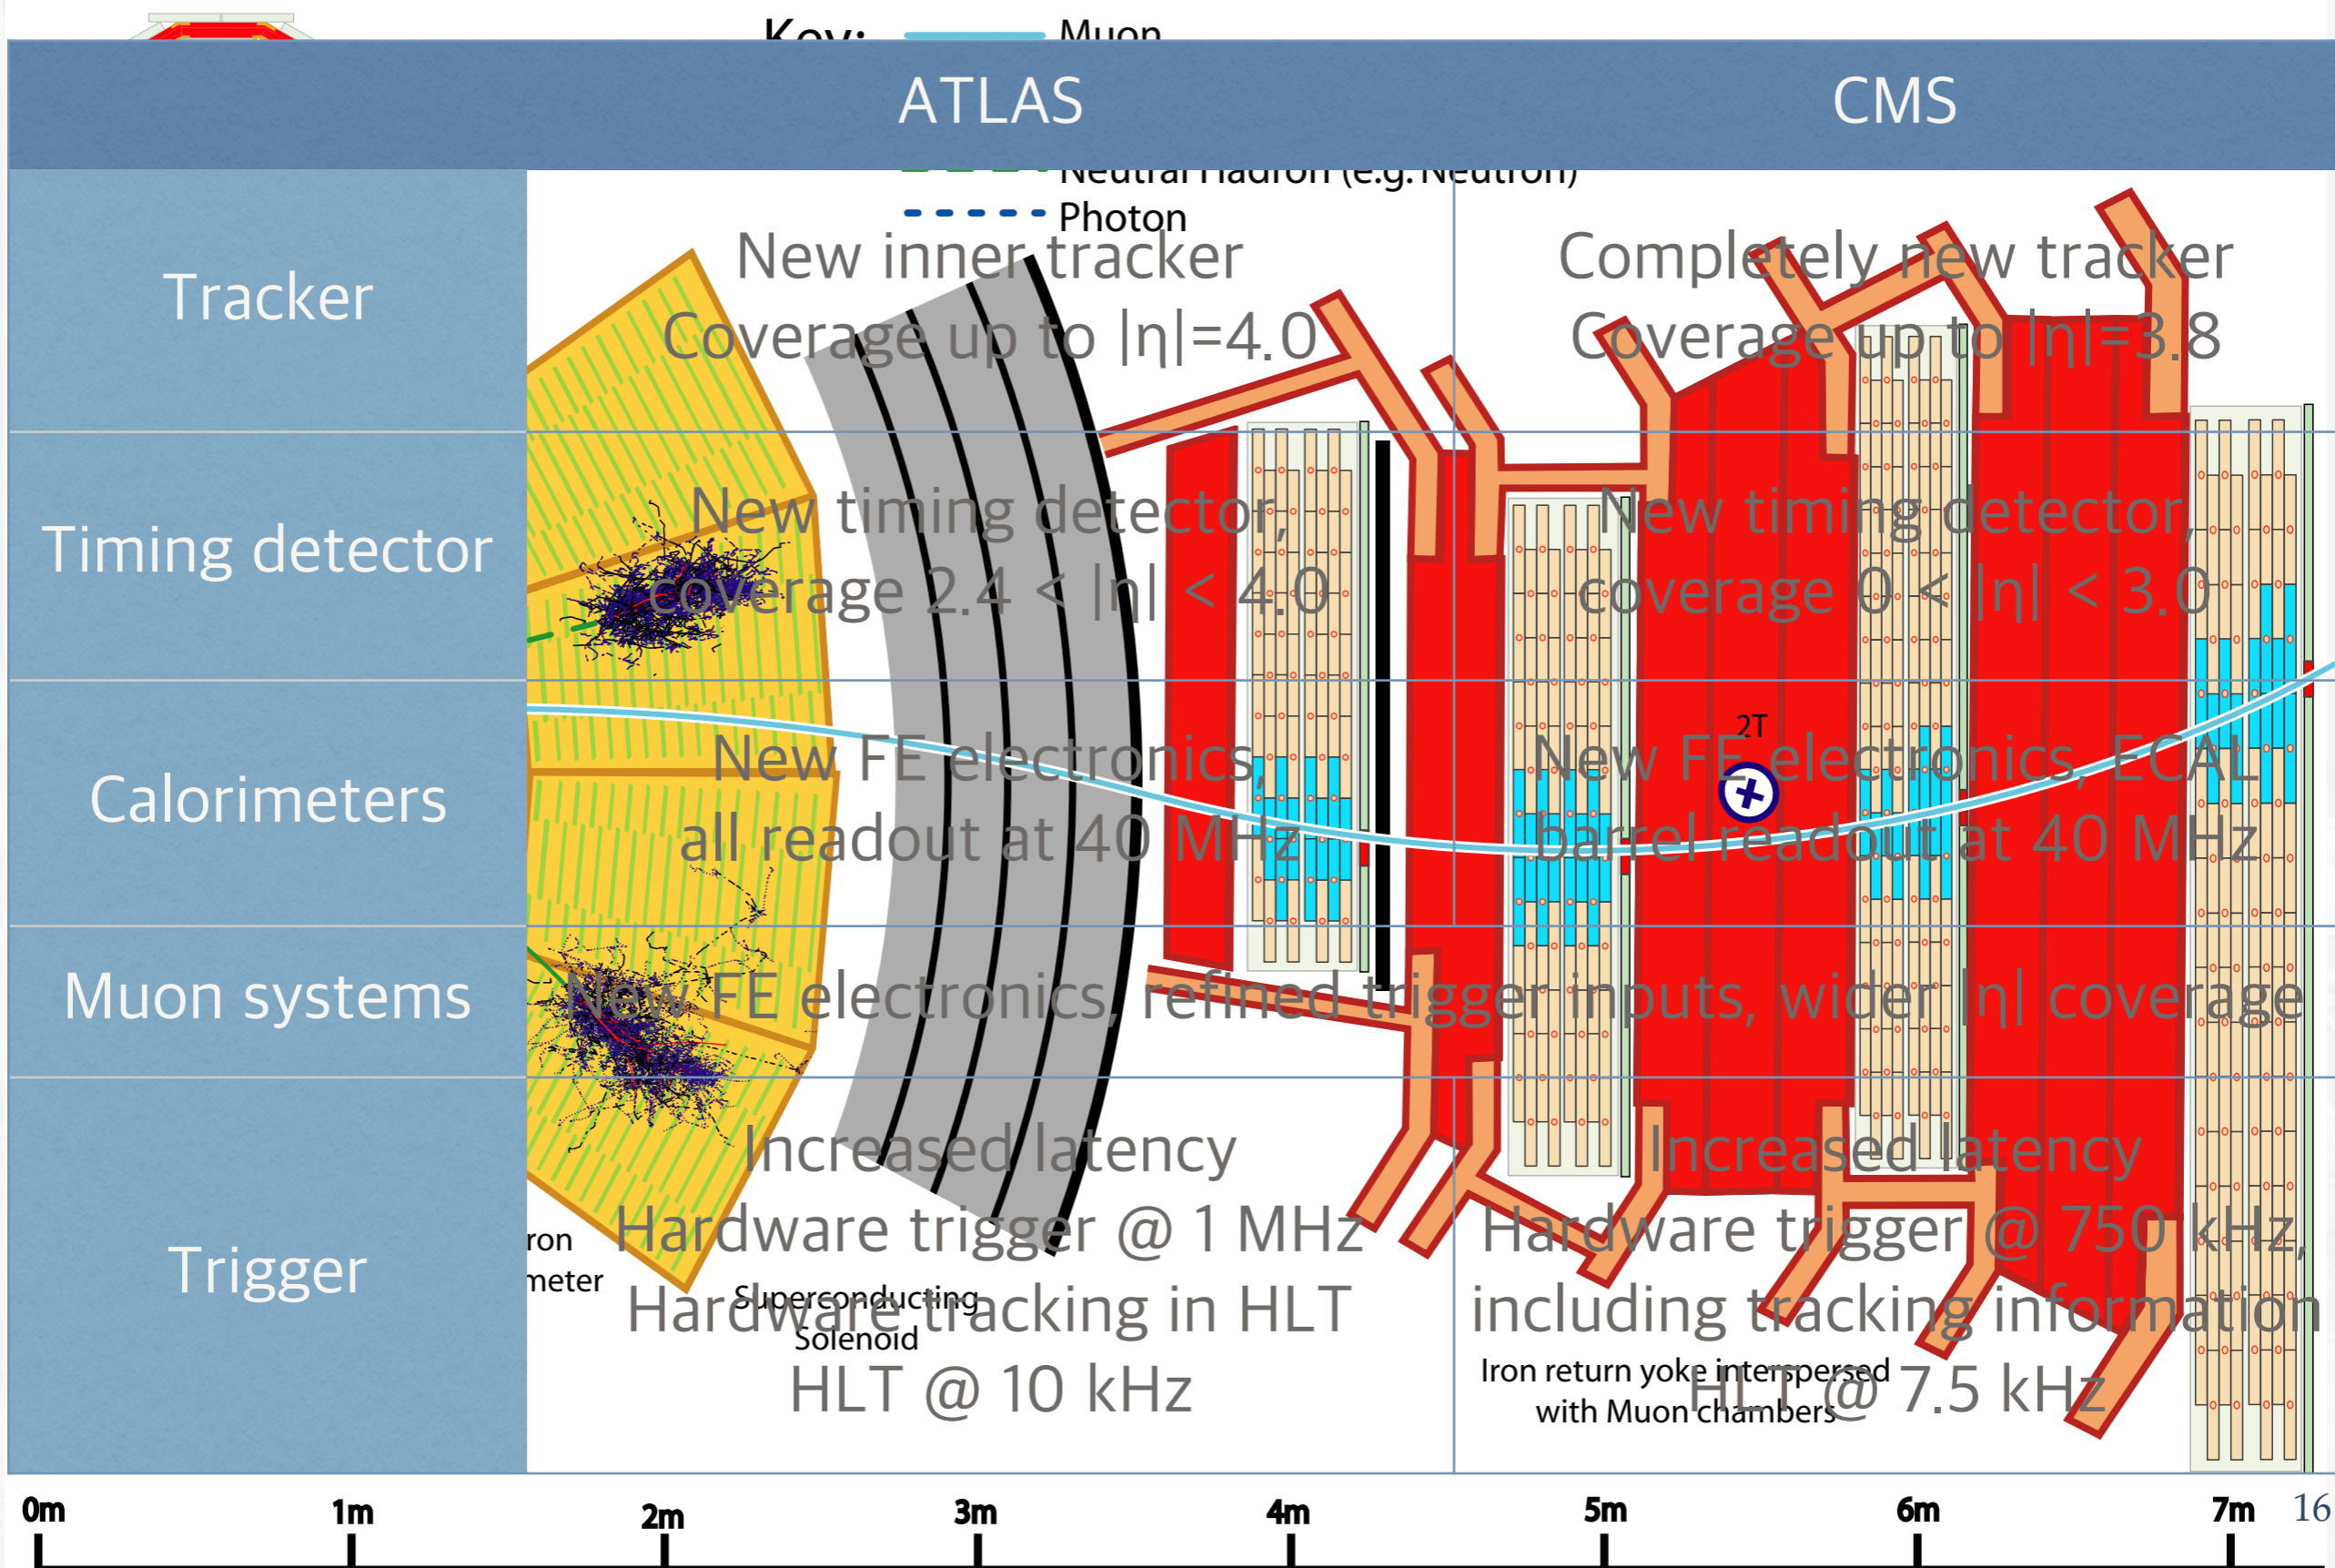 Key: Muon
ATLAS CMS
Neutral Hadron (e.g. Neutron)
Photon
Tracker
New inner tracker
Coverage up to |η|=4.0
Completely new tracker
Coverage up to |η|=3.8
Timing detector
New timing detector,
coverage 2.4 < |η| < 4.0
New timing detector,
coverage 0 < |η| < 3.0
Calorimeters
New FE electronics,
all readout at 40 MHz
2T
New FE electronics, ECAL
barrel readout at 40 MHz
Muon systems
New FE electronics, refined trigger inputs, wider |η| coverage
Trigger
Increased latency
Hardware trigger @ 1 MHz
Hardware tracking in HLT
HLT @ 10 kHz
Increased latency
Hardware trigger @ 750 kHz,
including tracking information
HLT @ 7.5 kHz
ron
meter
Superconducting
Solenoid
Iron return yoke interspersed
with Muon chambers
0m 1m 2m 3m 4m 5m 6m 7m 16